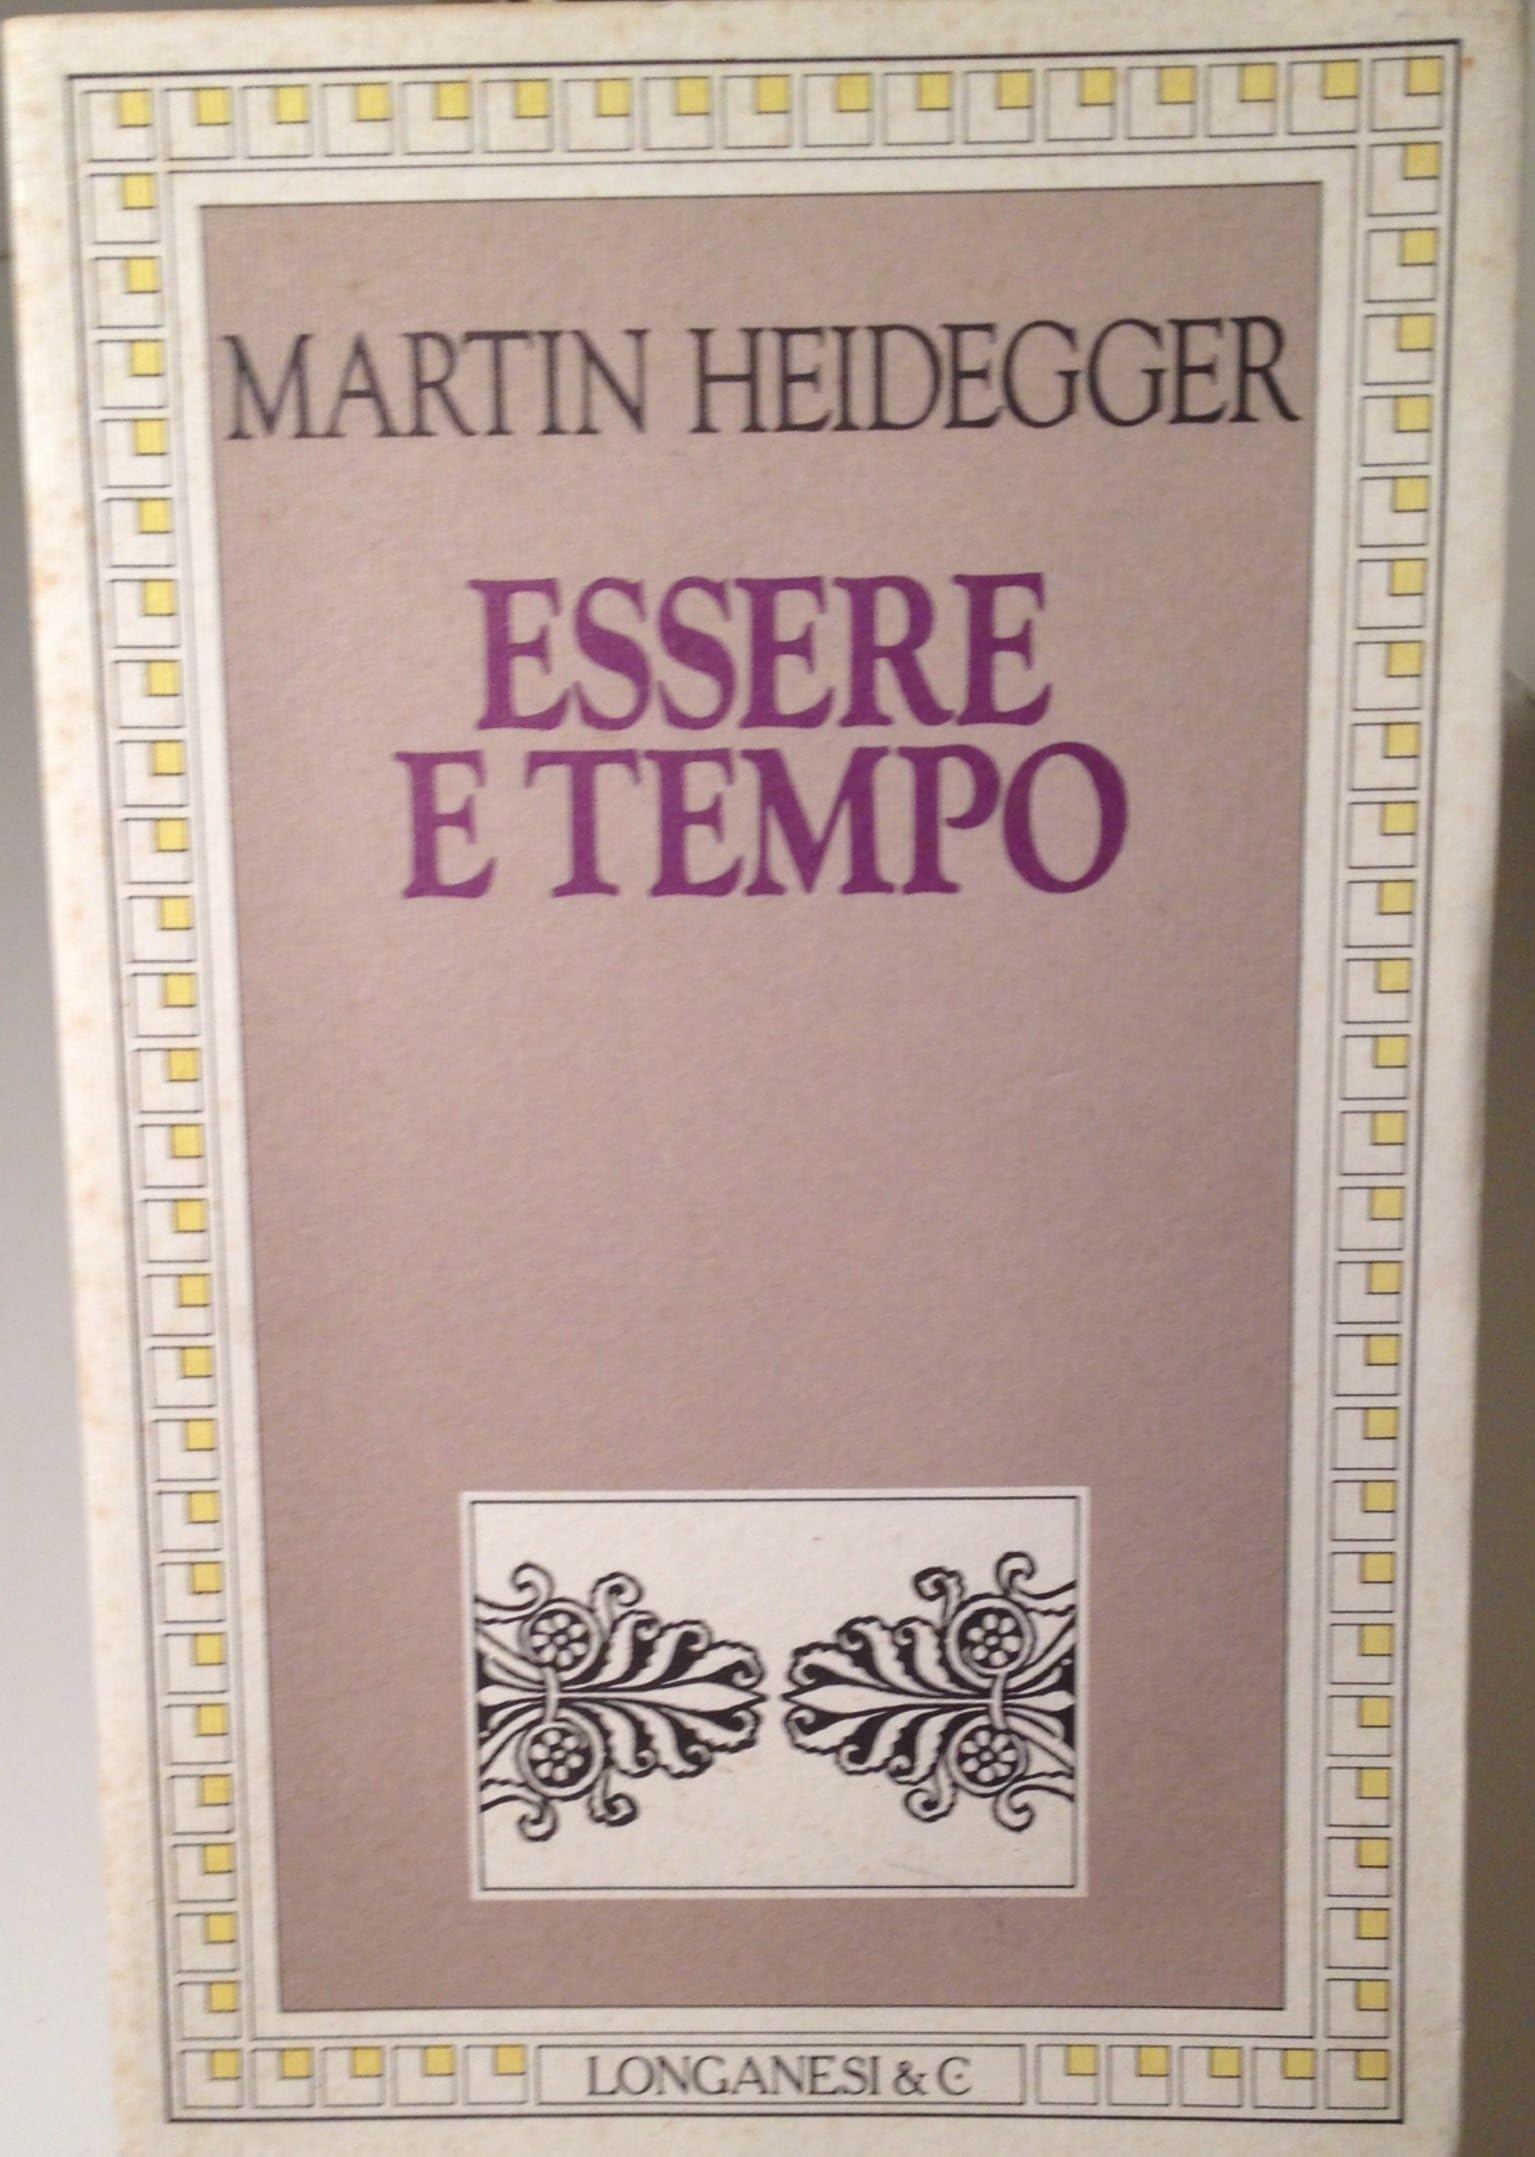 MARTIN HEIDEGGER
ESSERE
E TEMPO
LONGANESI & C.